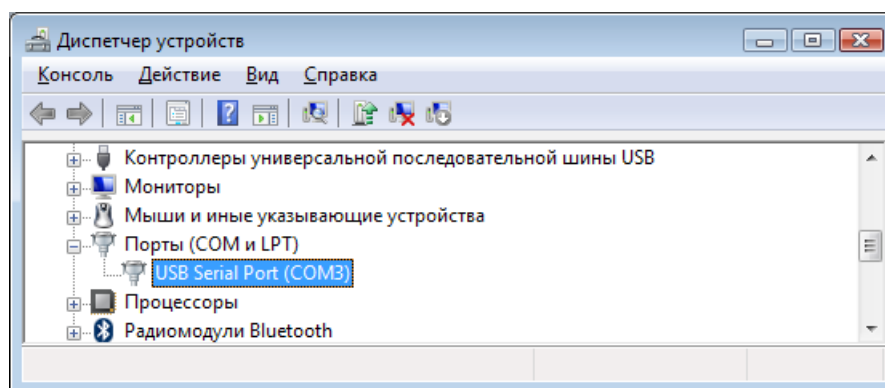 Диспетчер устройств
Консоль Действие Вид Справка
Контроллеры универсальной последовательной шины USB
Мониторы
Мыши и иные указывающие устройства
Порты (COM и LPT)
USB Serial Port (COM3)
Процессоры
Радиомодули Bluetooth